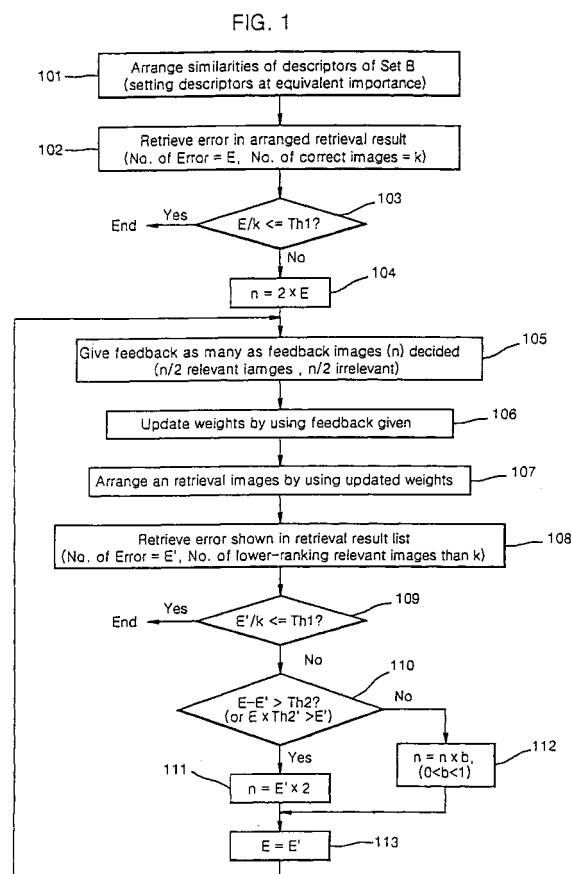 FIG. 1
101
Arrange similarities of descriptors of Set B
(setting descriptors at equivalent importance)
102
Retrieve error in arranged retrieval result
(No. of Error = E, No. of correct images = k)
103
E/k <= Th1?
Yes
End
No
104
n = 2 x E
105
Give feedback as many as feedback images (n) decided
(n/2 relevant iamges , n/2 irrelevant)
106
Update weights by using feedback given
107
Arrange an retrieval images by using updated weights
108
Retrieve error shown in retrieval result list
(No. of Error = E', No. of lower-ranking relevant images than k)
109
E'/k <= Th1?
Yes
End
No
110
E-E' > Th2?
(or E x Th2' >E')
No
Yes
111
n = E' x 2
112
n = n x b,
(0<b<1)
113
E = E'